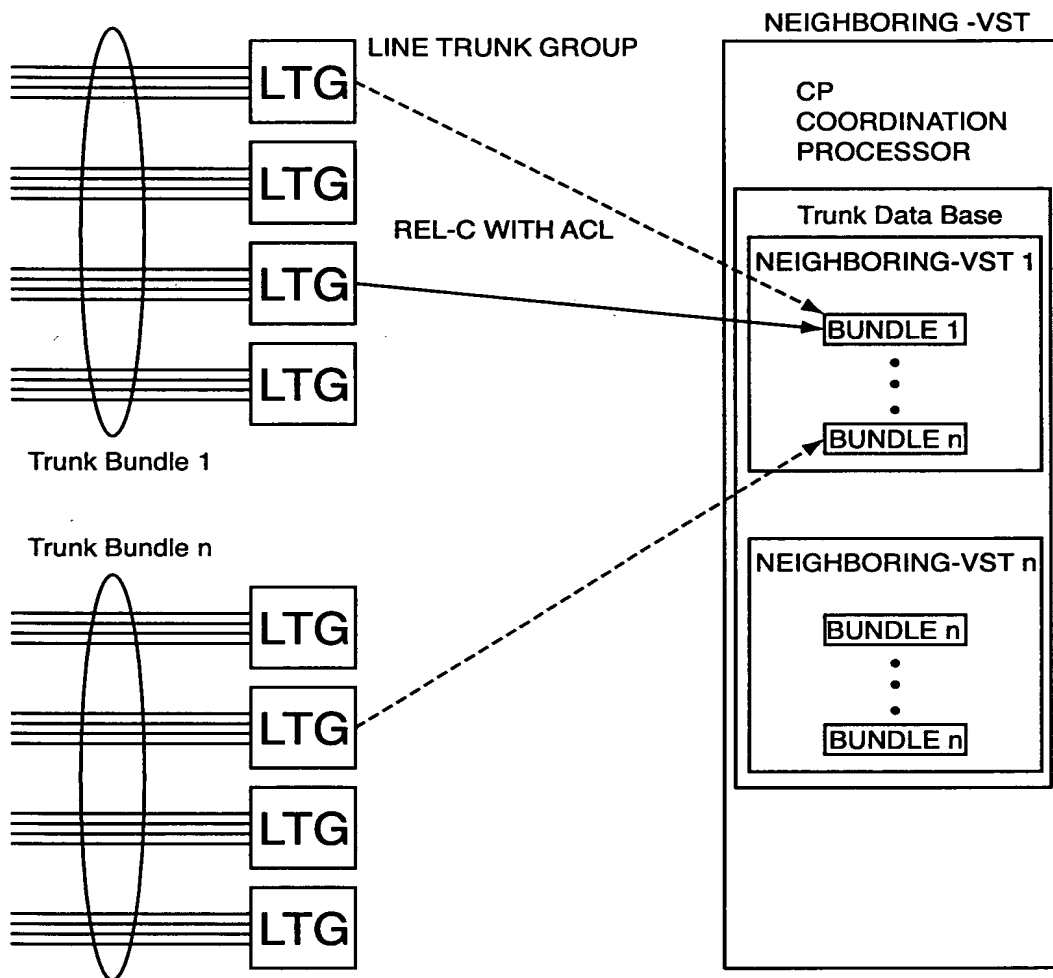 NEIGHBORING -VST
LTG
LINE TRUNK GROUP
CP
COORDINATION
PROCESSOR
LTG
Trunk Data Base
REL-C WITH ACL
NEIGHBORING-VST 1
LTG
BUNDLE 1
LTG
BUNDLE n
Trunk Bundle 1
Trunk Bundle n
NEIGHBORING-VST n
LTG
BUNDLE n
LTG
BUNDLE n
LTG
LTG